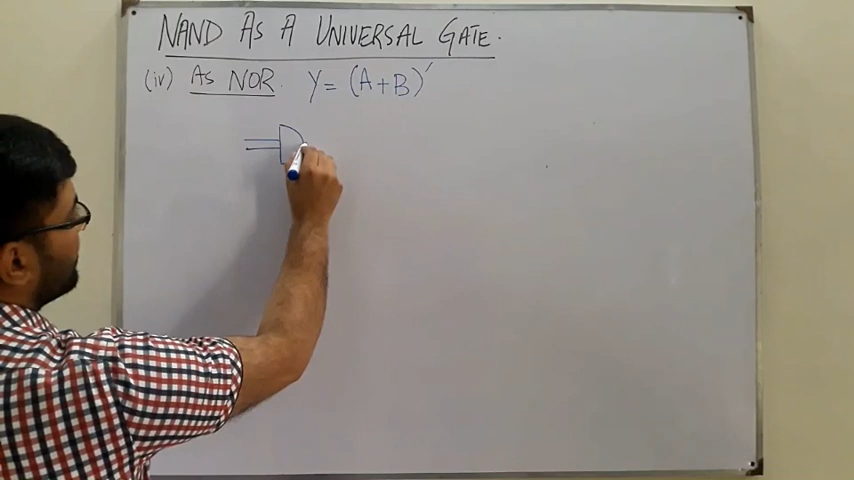 NAND As A UNIVERSAL GATE.
(iv) As NOR. Y = (A+B)'